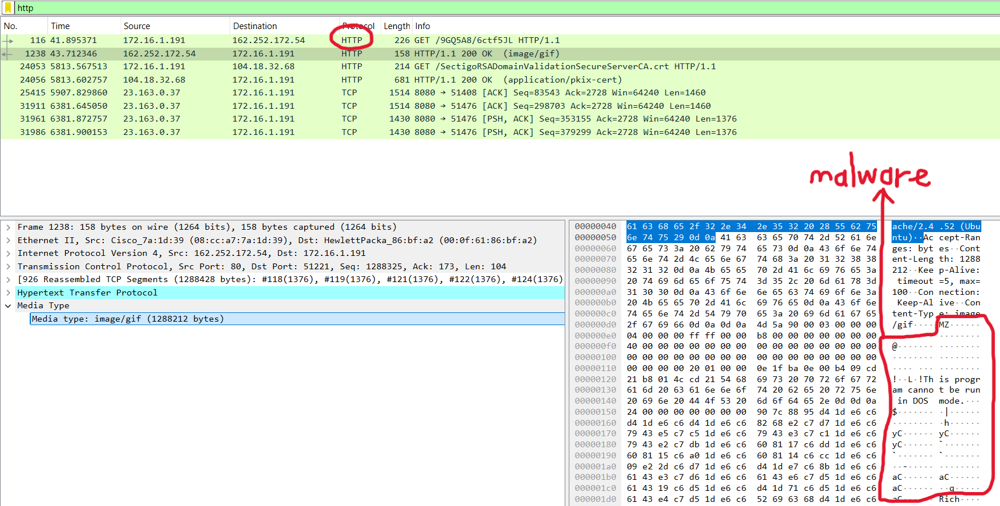 http
No. Time Source Destination Protocol Length Info
116 41.895371 172.16.1.191 162.252.172.54 HTTP 226 GET /9GQ5A8/6ctf5JL HTTP/1.1
1238 43.712346 162.252.172.54 172.16.1.191 HTTP 158 HTTP/1.1 200 OK (image/gif)
24053 5813.567513 172.16.1.191 104.18.32.68 HTTP 214 GET /SectigoRSADomainValidationSecureServerCA.crt HTTP/1.1
24056 5813.602757 104.18.32.68 172.16.1.191 HTTP 681 HTTP/1.1 200 OK (application/pkix-cert)
25415 5907.829860 23.163.0.37 172.16.1.191 TCP 1514 8080 → 51408 [ACK] Seq=83543 Ack=2728 Win=64240 Len=1460
31911 6381.645050 23.163.0.37 172.16.1.191 TCP 1514 8080 → 51476 [ACK] Seq=298703 Ack=2728 Win=64240 Len=1460
31961 6381.872757 23.163.0.37 172.16.1.191 TCP 1430 8080 → 51476 [PSH, ACK] Seq=353155 Ack=2728 Win=64240 Len=1376
31986 6381.900153 23.163.0.37 172.16.1.191 TCP 1430 8080 → 51476 [PSH, ACK] Seq=379299 Ack=2728 Win=64240 Len=1376
malware
Frame 1238: 158 bytes on wire (1264 bits), 158 bytes captured (1264 bits)
Ethernet II, Src: Cisco_7a:1d:39 (08:cc:a7:7a:1d:39), Dst: HewlettPacka_86:bf:a2 (00:0f:61:86:bf:a2)
Internet Protocol Version 4, Src: 162.252.172.54, Dst: 172.16.1.191
Transmission Control Protocol, Src Port: 80, Dst Port: 51221, Seq: 1288325, Ack: 173, Len: 104
[926 Reassembled TCP Segments (1288428 bytes): #118(1376), #119(1376), #121(1376), #122(1376), #124(1376)
Hypertext Transfer Protocol
Media Type
Media type: image/gif (1288212 bytes)
00000040 61 63 68 65 2f 32 2e 34 2e 35 32 20 28 55 62 75 ache/2.4 .52 (Ubu
00000050 6e 74 75 29 0d 0a 41 63 63 65 70 74 2d 52 61 6e ntu)··Ac cept-Ran
00000060 67 65 73 3a 20 62 79 74 65 73 0d 0a 43 6f 6e 74 ges: byt es··Cont
00000070 65 6e 74 2d 4c 65 6e 67 74 68 3a 20 31 32 38 38 ent-Leng th: 1288
00000080 32 31 32 0d 0a 4b 65 65 70 2d 41 6c 69 76 65 3a 212··Kee p-Alive:
00000090 20 74 69 6d 65 6f 75 74 3d 35 2c 20 6d 61 78 3d timeout =5, max=
000000a0 31 30 30 0d 0a 43 6f 6e 6e 65 63 74 69 6f 6e 3a 100··Con nection:
000000b0 20 4b 65 65 70 2d 41 6c 69 76 65 0d 0a 43 6f 6e Keep-Al ive··Con
000000c0 74 65 6e 74 2d 54 79 70 65 3a 20 69 6d 61 67 65 tent-Typ e: image
000000d0 2f 67 69 66 0d 0a 0d 0a 4d 5a 90 00 03 00 00 00 /gif···· MZ······
000000e0 04 00 00 00 ff ff 00 00 b8 00 00 00 00 00 00 00 ········ ········
000000f0 40 00 00 00 00 00 00 00 00 00 00 00 00 00 00 00 @······· ········
00000100 00 00 00 00 00 00 00 00 00 00 00 00 00 00 00 00 ········ ········
00000110 00 00 00 00 20 01 00 00 0e 1f ba 0e 00 b4 09 cd ···· ··· ········
00000120 21 b8 01 4c cd 21 54 68 69 73 20 70 72 6f 67 72 !··L·!Th is progr
00000130 61 6d 20 63 61 6e 6e 6f 74 20 62 65 20 72 75 6e am canno t be run
00000140 20 69 6e 20 44 4f 53 20 6d 6f 64 65 2e 0d 0d 0a in DOS mode.···
00000150 24 00 00 00 00 00 00 00 90 7c 88 95 d4 1d e6 c6 $······· ·|······
00000160 d4 1d e6 c6 d4 1d e6 c6 82 68 e2 c7 d7 1d e6 c6 ········ ·h······
00000170 79 43 e5 c7 c5 1d e6 c6 79 43 e3 c7 c1 1d e6 c6 yC······ yC······
00000180 79 43 e2 c7 db 1d e6 c6 60 81 17 c6 dd 1d e6 c6 yC······ `·······
00000190 60 81 15 c6 a0 1d e6 c6 60 81 14 c6 cc 1d e6 c6 `······· `·······
000001a0 09 e2 2d c6 d7 1d e6 c6 d4 1d e7 c6 8b 1d e6 c6 ··-····· ········
000001b0 61 43 e3 c7 d6 1d e6 c6 61 43 e6 c7 d5 1d e6 c6 aC······ aC······
000001c0 61 43 19 c6 d5 1d e6 c6 d4 1d 71 c6 d5 1d e6 c6 aC······ ··q·····
000001d0 61 43 e4 c7 d5 1d e6 c6 52 69 63 68 d4 1d e6 c6 aC······ Rich····